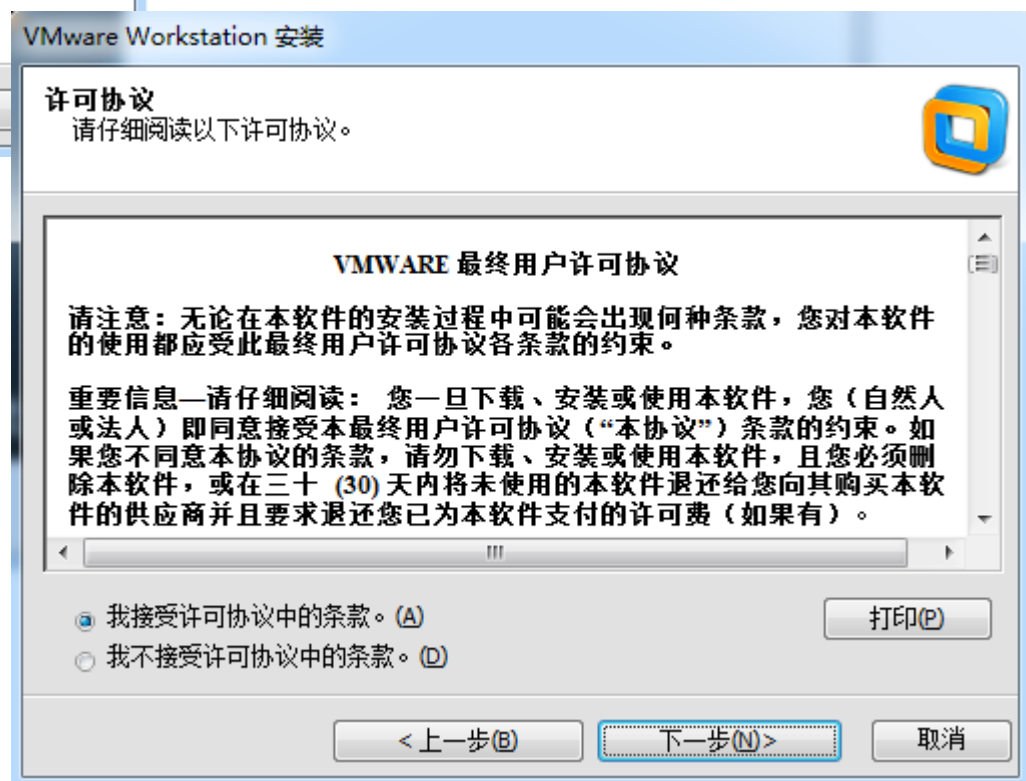 VMware Workstation 安装
许可协议
请仔细阅读以下许可协议。
VMWARE 最终用户许可协议
请注意：无论在本软件的安装过程中可能会出现何种条款，您对本软件
的使用都应受此最终用户许可协议各条款的约束。
重要信息—请仔细阅读： 您一旦下载、安装或使用本软件，您（自然人
或法人）即同意接受本最终用户许可协议（“本协议”）条款的约束。如
果您不同意本协议的条款，请勿下载、安装或使用本软件，且您必须删
除本软件，或在三十 (30) 天内将未使用的本软件退还给您向其购买本软
件的供应商并且要求退还您已为本软件支付的许可费（如果有）。
我接受许可协议中的条款。(A)
打印(P)
我不接受许可协议中的条款。(D)
<上一步(B) 下一步(N)> 取消